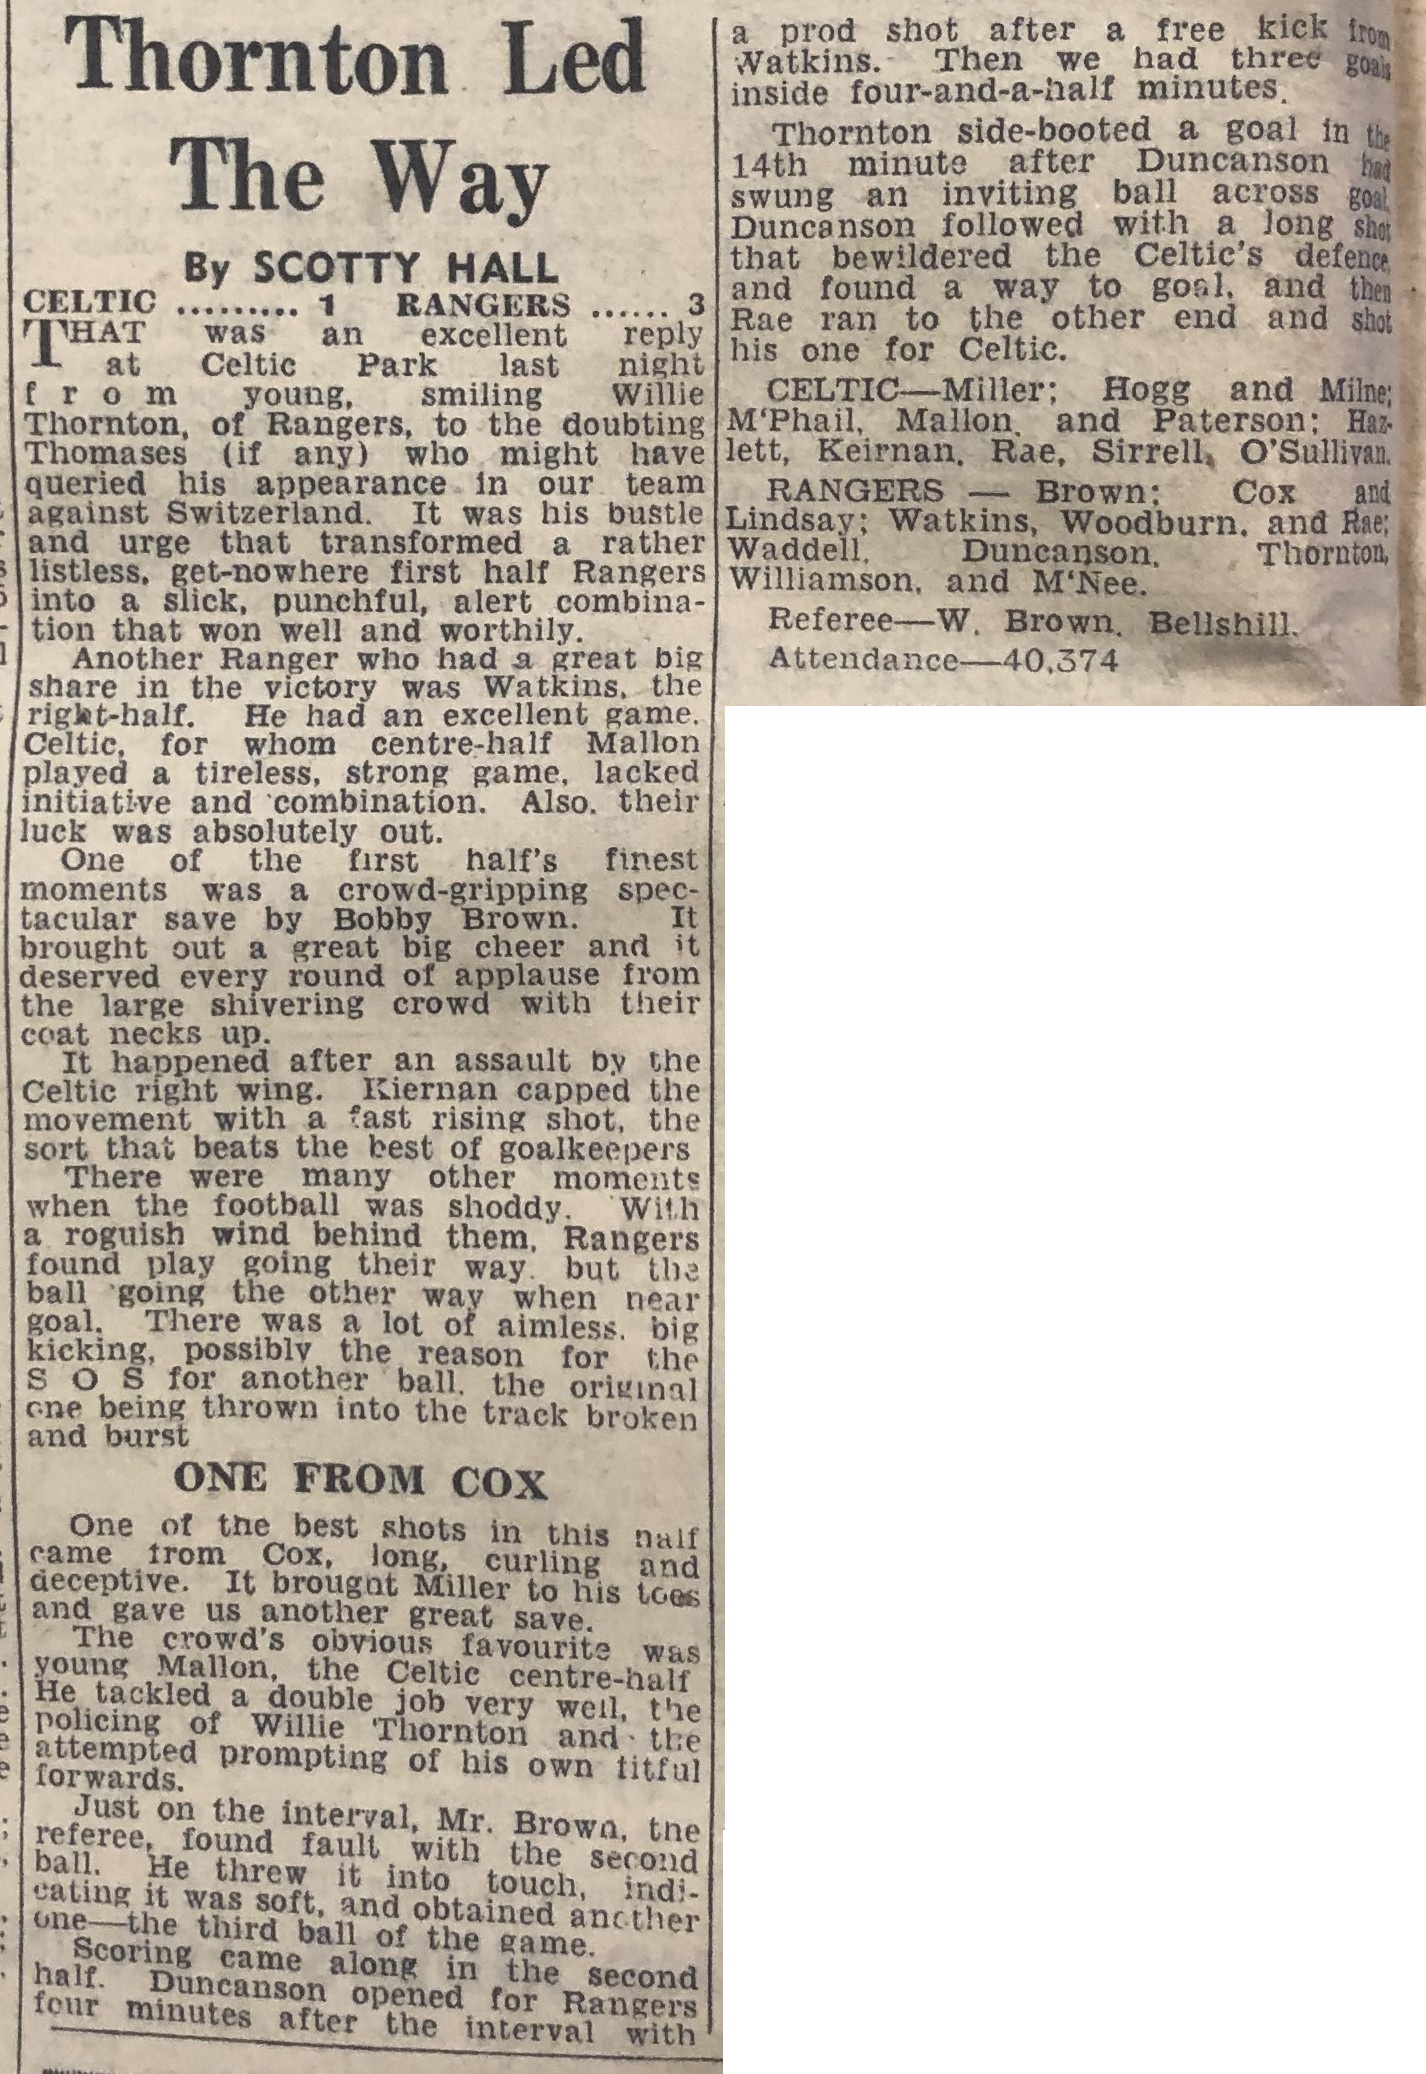 Thornton Led
The Way
By SCOTTY HALL
CELTIC ......... 1 RANGERS ...... 3
THAT was an excellent reply
at Celtic Park last night
from young, smiling Willie
Thornton, of Rangers, to the doubting
Thomases (if any) who might have
queried his appearance in our team
against Switzerland. It was his bustle
and urge that transformed a rather
listless, get-nowhere first half Rangers
into a slick, punchful, alert combina-
tion that won well and worthily.
Another Ranger who had a great big
share in the victory was Watkins, the
right-half. He had an excellent game.
Celtic, for whom centre-half Mallon
played a tireless, strong game, lacked
initiative and combination. Also, their
luck was absolutely out.
One of the first half's finest
moments was a crowd-gripping spec-
tacular save by Bobby Brown. It
brought out a great big cheer and it
deserved every round of applause from
the large shivering crowd with their
coat necks up.
It happened after an assault by the
Celtic right wing. Kiernan capped the
movement with a fast rising shot, the
sort that beats the best of goalkeepers
There were many other moments
when the football was shoddy. With
a roguish wind behind them, Rangers
found play going their way, but the
ball going the other way when near
goal. There was a lot of aimless, big
kicking, possibly the reason for the
S O S for another ball, the original
one being thrown into the track broken
and burst
ONE FROM COX
One of the best shots in this half
came from Cox, long, curling and
deceptive. It brought Miller to his toes
and gave us another great save.
The crowd's obvious favourite was
young Mallon, the Celtic centre-half
He tackled a double job very well, the
policing of Willie Thornton and the
attempted prompting of his own fitful
forwards.
Just on the interval, Mr. Brown, the
referee, found fault with the second
ball. He threw it into touch, indi-
cating it was soft, and obtained another
one—the third ball of the game.
Scoring came along in the second
half. Duncanson opened for Rangers
four minutes after the interval with
a prod shot after a free kick from
Watkins. Then we had three goals
inside four-and-a-half minutes.
Thornton side-booted a goal in the
14th minute after Duncanson had
swung an inviting ball across goal.
Duncanson followed with a long shot
that bewildered the Celtic's defence
and found a way to goal, and then
Rae ran to the other end and shot
his one for Celtic.
CELTIC—Miller; Hogg and Milne;
M'Phail, Mallon, and Paterson; Haz-
lett, Keirnan, Rae, Sirrell, O'Sullivan.
RANGERS — Brown; Cox and
Lindsay; Watkins, Woodburn, and Rae;
Waddell, Duncanson, Thornton,
Williamson, and M'Nee.
Referee—W. Brown, Bellshill.
Attendance—40,374